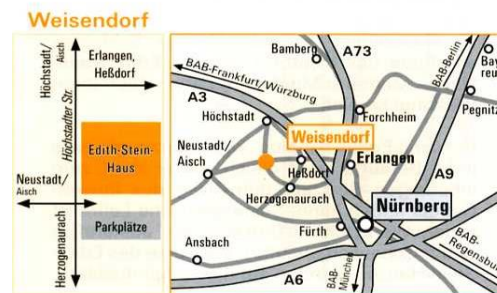 Weisendorf
Höchstadt/
Aisch
Erlangen,
Heßdorf
Höchstadter Str.
Edith-Stein-
Haus
Neustadt/
Aisch
Parkplätze
Herzogenaurach
Bamberg
A73
BAB-Berlin
BAB-Frankfurt/Würzburg
A3
Pegnitz
Höchstadt
Forchheim
Weisendorf
Neustadt/
Aisch
Erlangen
Heßdorf
A9
Herzogenaurach
Nürnberg
Fürth
Ansbach
BAB-
A6
BAB-
München